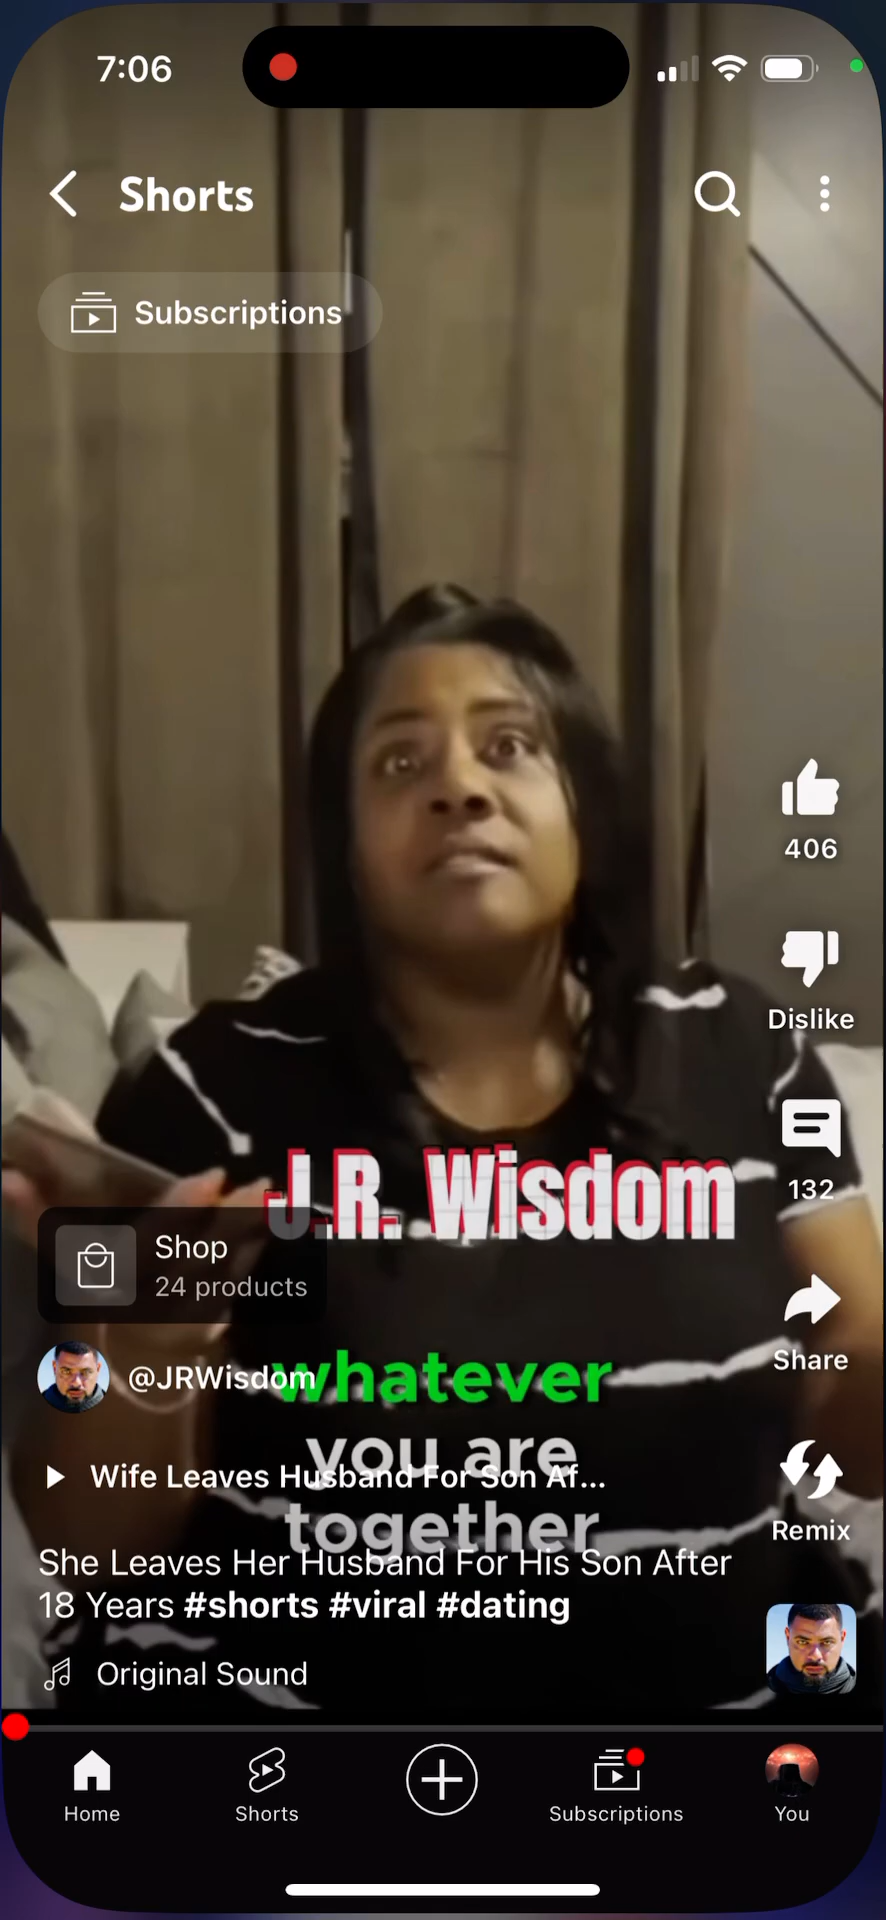 7:06
Shorts
Subscriptions
406
Dislike
132
J.R. Wisdom
Shop
24 products
Share
@JRWisdom
whatever
you are
Wife Leaves Husband For Son Af...
together
Remix
She Leaves Her Husband For His Son After
18 Years #shorts #viral #dating
Original Sound
Home
Shorts
Subscriptions
You